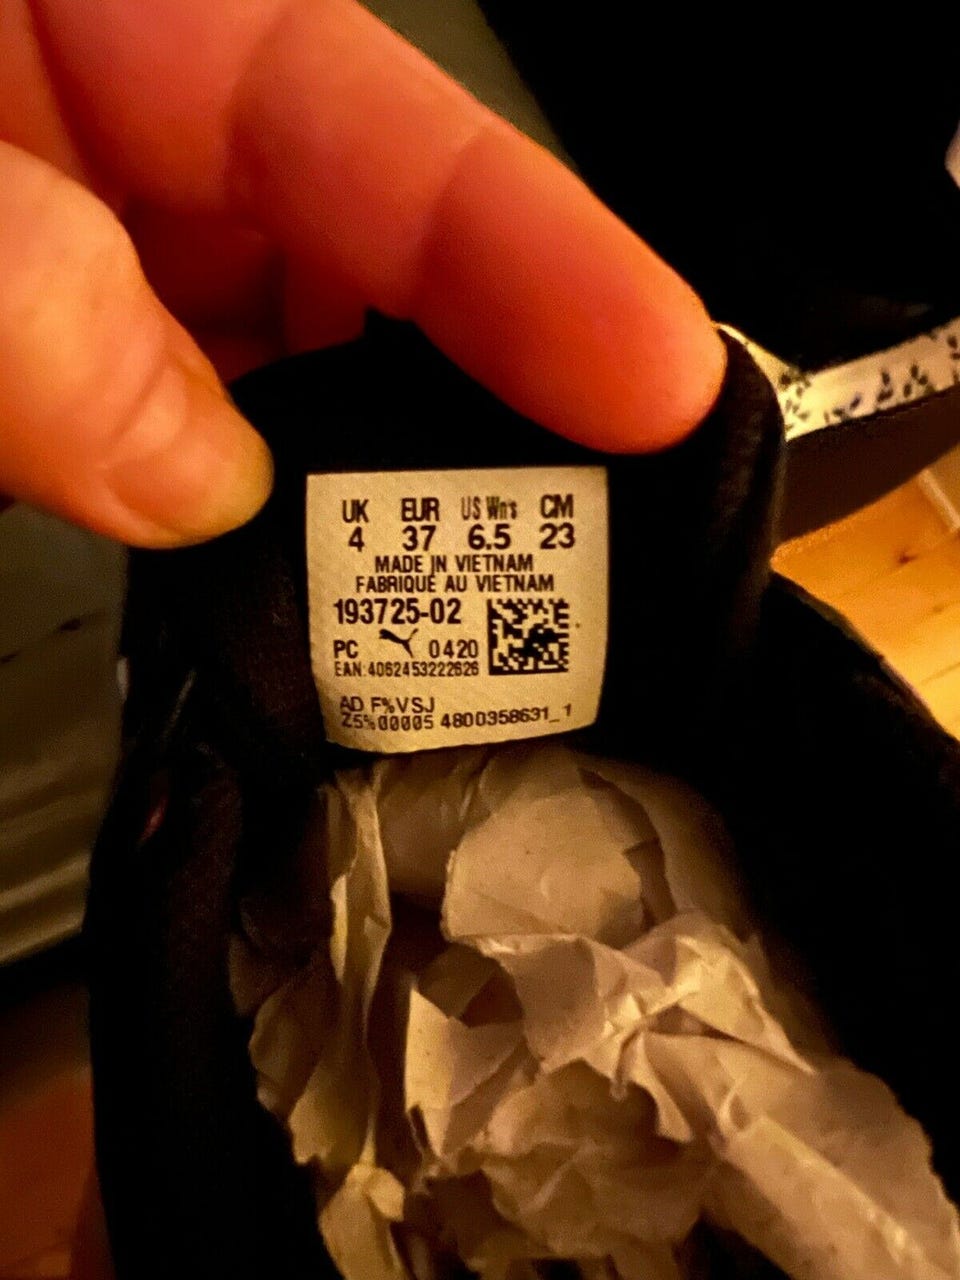 UK EUR US Wn's CM
4 37 6.5 23
MADE IN VIETNAM
FABRIQUE AU VIETNAM
193725-02
PC 0420
EAN: 4062453222626
AD F%VSJ
Z5%00005 4800358631_1